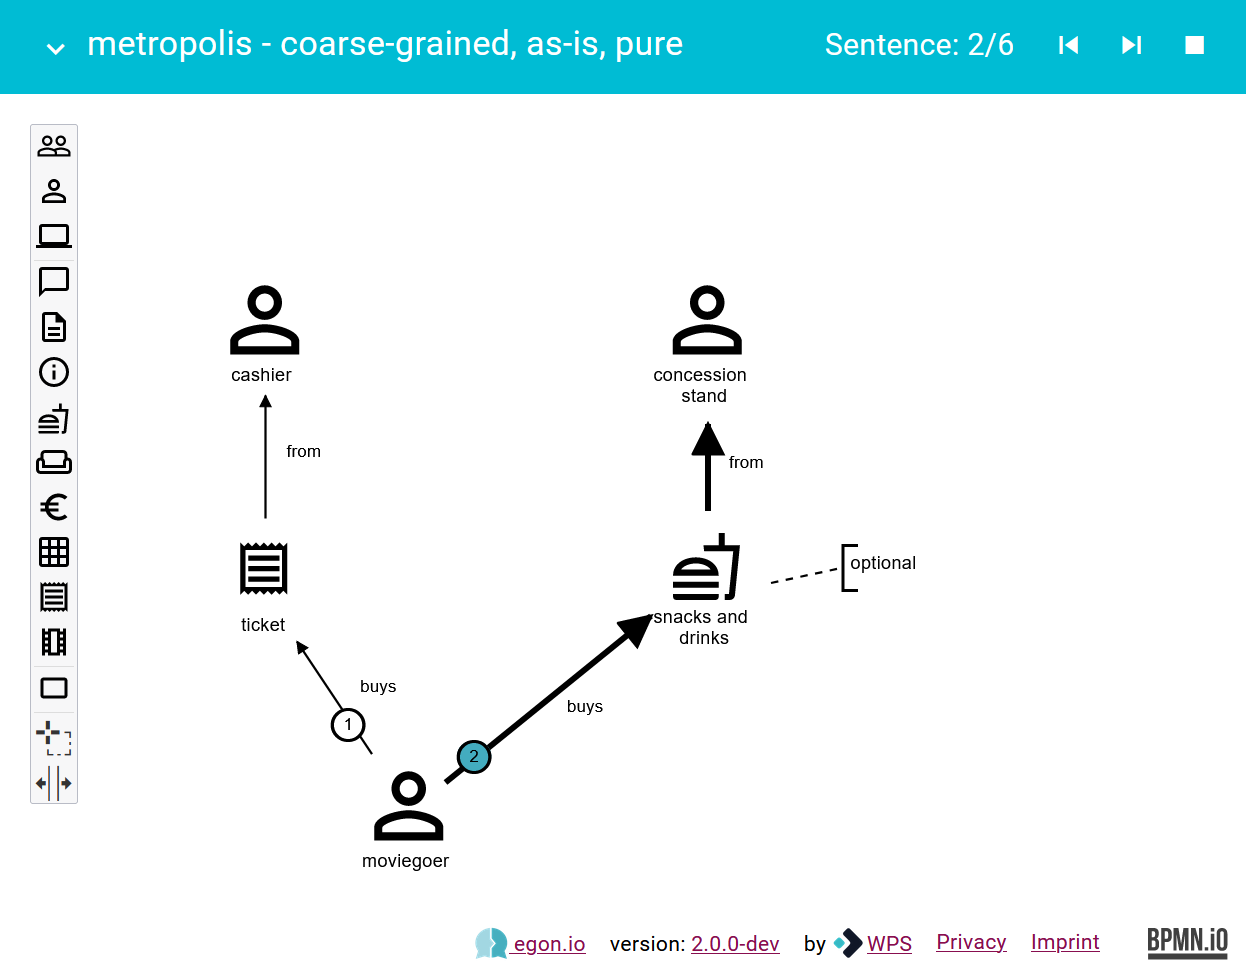 metropolis - coarse-grained, as-is, pure
Sentence: 2/6
cashier
concession
stand
from
from
optional
ticket
snacks and
drinks
buys
buys
1
2
moviegoer
egon.io version: 2.0.0-dev by WPS Privacy Imprint
BPMN.iO